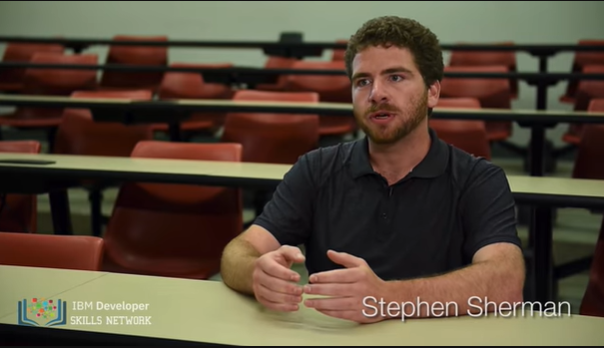 IBM Developer
SKILLS NETWORK
Stephen Sherman